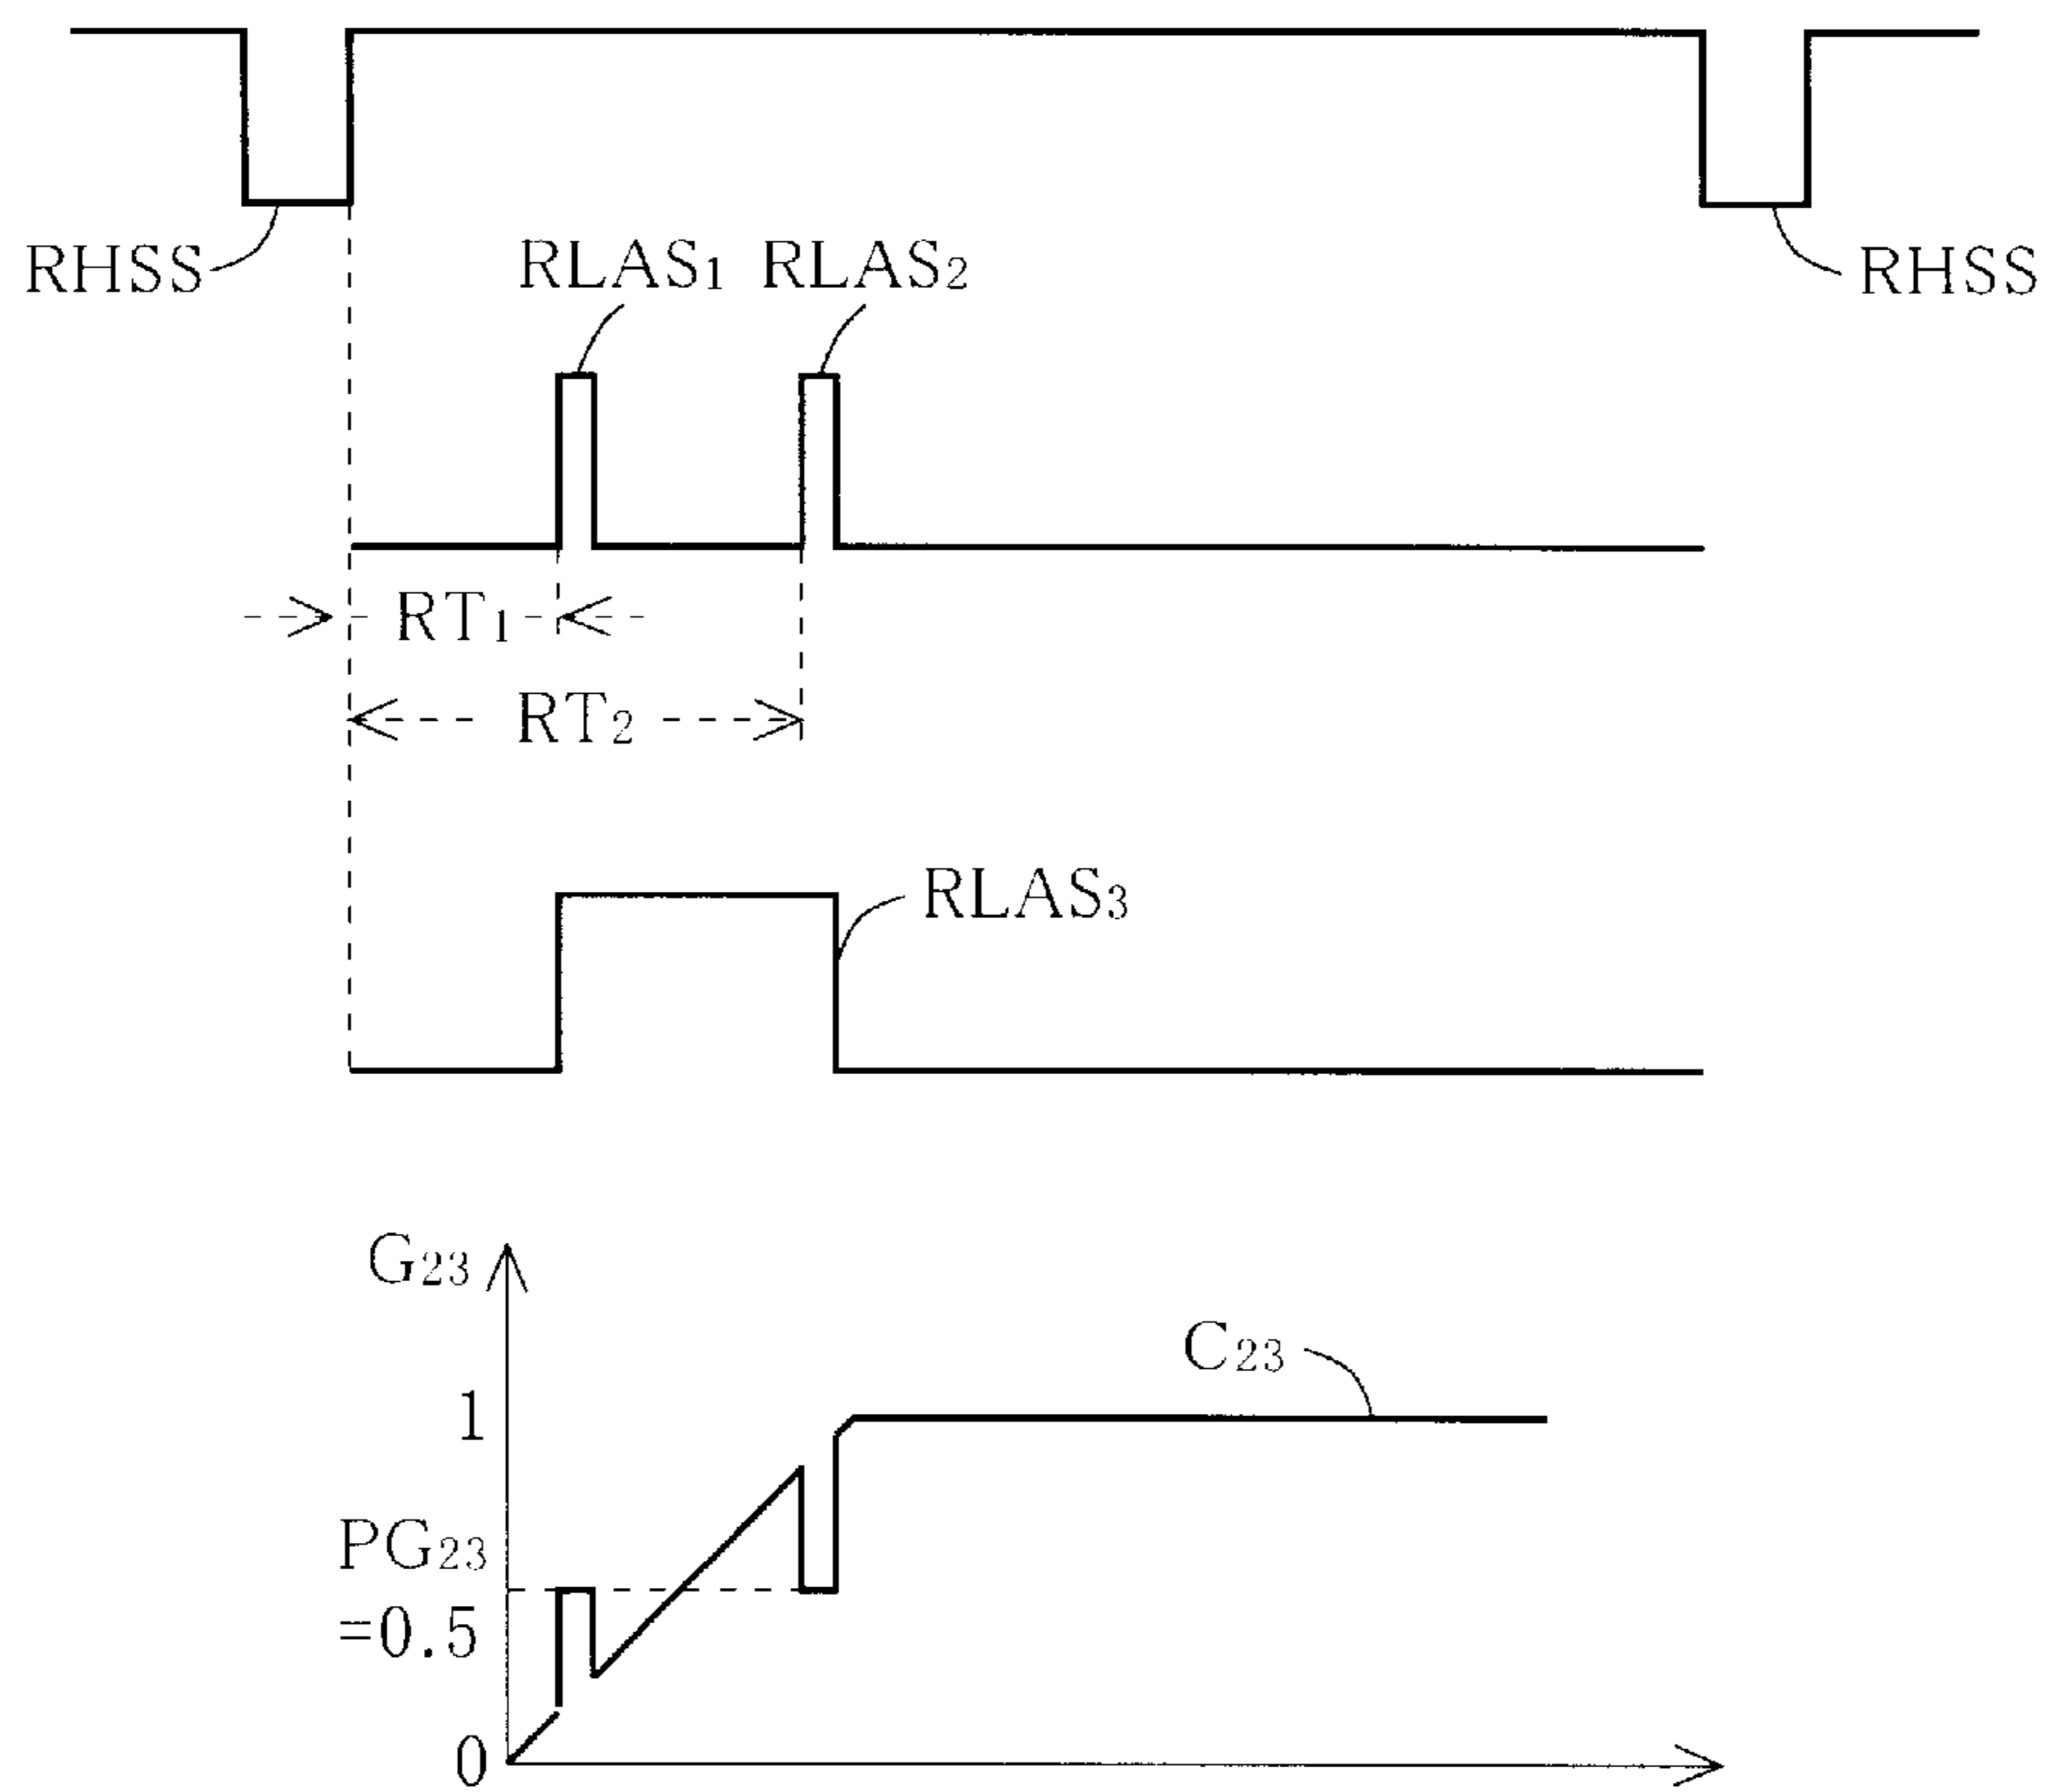 RHSS
RLAS₁
RLAS₂
RHSS
RT₁
RT₂
RLAS₃
G₂₃
C₂₃
1
PG₂₃
=0.5
0